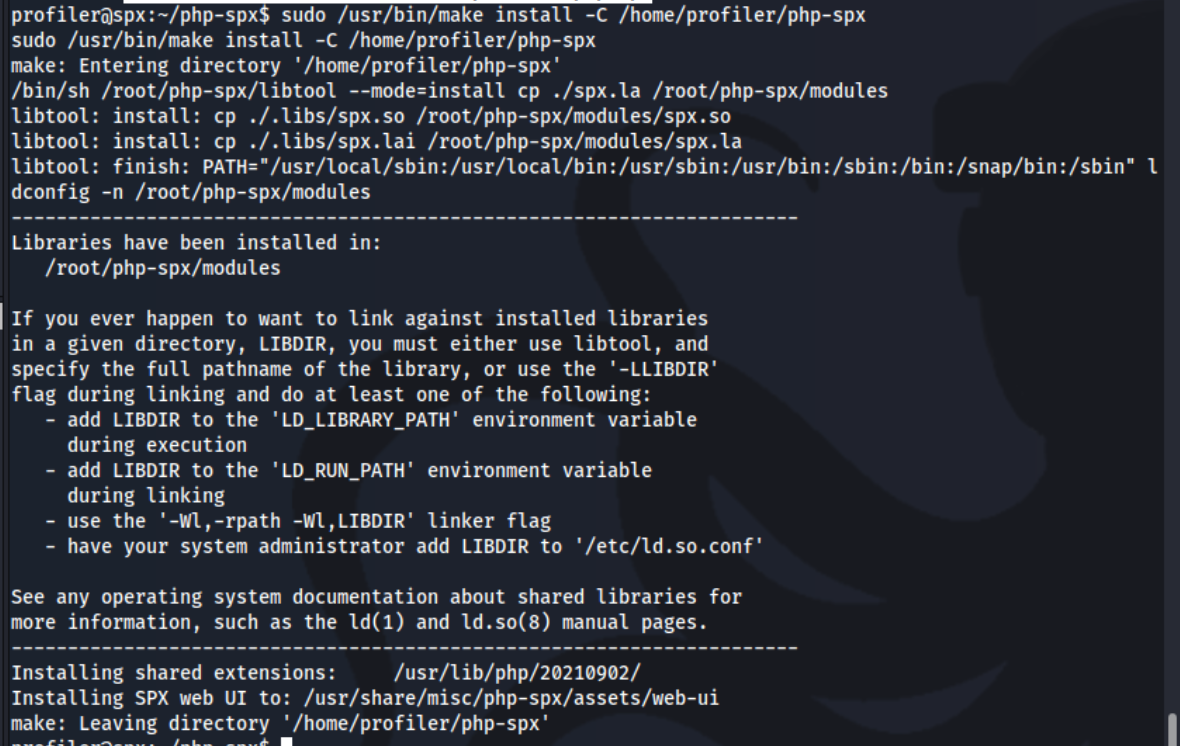 profiler@spx:~/php-spx$ sudo /usr/bin/make install -C /home/profiler/php-spx
sudo /usr/bin/make install -C /home/profiler/php-spx
make: Entering directory '/home/profiler/php-spx'
/bin/sh /root/php-spx/libtool --mode=install cp ./spx.la /root/php-spx/modules
libtool: install: cp ./.libs/spx.so /root/php-spx/modules/spx.so
libtool: install: cp ./.libs/spx.lai /root/php-spx/modules/spx.la
libtool: finish: PATH="/usr/local/sbin:/usr/local/bin:/usr/sbin:/usr/bin:/sbin:/bin:/snap/bin:/sbin" l
dconfig -n /root/php-spx/modules
----------------------------------------------------------------------
Libraries have been installed in:
   /root/php-spx/modules

If you ever happen to want to link against installed libraries
in a given directory, LIBDIR, you must either use libtool, and
specify the full pathname of the library, or use the '-LLIBDIR'
flag during linking and do at least one of the following:
   - add LIBDIR to the 'LD_LIBRARY_PATH' environment variable
     during execution
   - add LIBDIR to the 'LD_RUN_PATH' environment variable
     during linking
   - use the '-Wl,-rpath -Wl,LIBDIR' linker flag
   - have your system administrator add LIBDIR to '/etc/ld.so.conf'

See any operating system documentation about shared libraries for
more information, such as the ld(1) and ld.so(8) manual pages.
----------------------------------------------------------------------
Installing shared extensions:     /usr/lib/php/20210902/
Installing SPX web UI to: /usr/share/misc/php-spx/assets/web-ui
make: Leaving directory '/home/profiler/php-spx'
profiler@spx:~/php-spx$